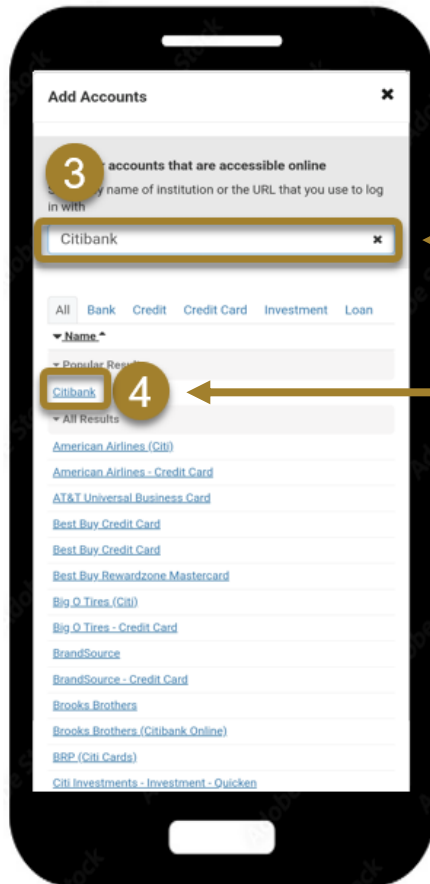 Add Accounts ✖
3
accounts that are accessible online
name of institution or the URL that you use to log
in with
Citibank ✖
All Bank Credit Credit Card Investment Loan
Name
Popular
Citibank
4
All Results
American Airlines (Citi)
American Airlines - Credit Card
AT&T Universal Business Card
Best Buy Credit Card
Best Buy Credit Card
Best Buy Rewardzone Mastercard
Big O Tires (Citi)
Big O Tires - Credit Card
BrandSource
BrandSource - Credit Card
Brooks Brothers
Brooks Brothers (Citibank Online)
BRP (Citi Cards)
Citi Investments - Investment - Quicken